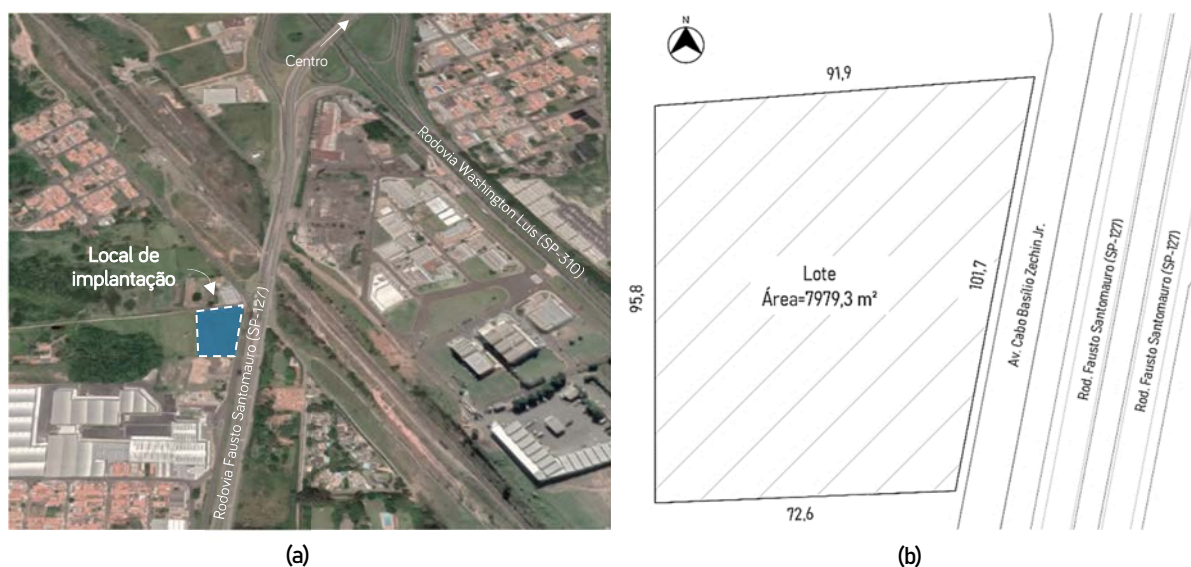 Centro
Rodovia Washington Luis (SP-310)
Local de
implantação
Rodovia Fausto Santomauro (SP-127)
(a)
N
91,9
95,8
Lote
Área=7979,3 m²
101,7
72,6
Av. Cabo Basílio Zechin Jr.
Rod. Fausto Santomauro (SP-127)
Rod. Fausto Santomauro (SP-127)
(b)